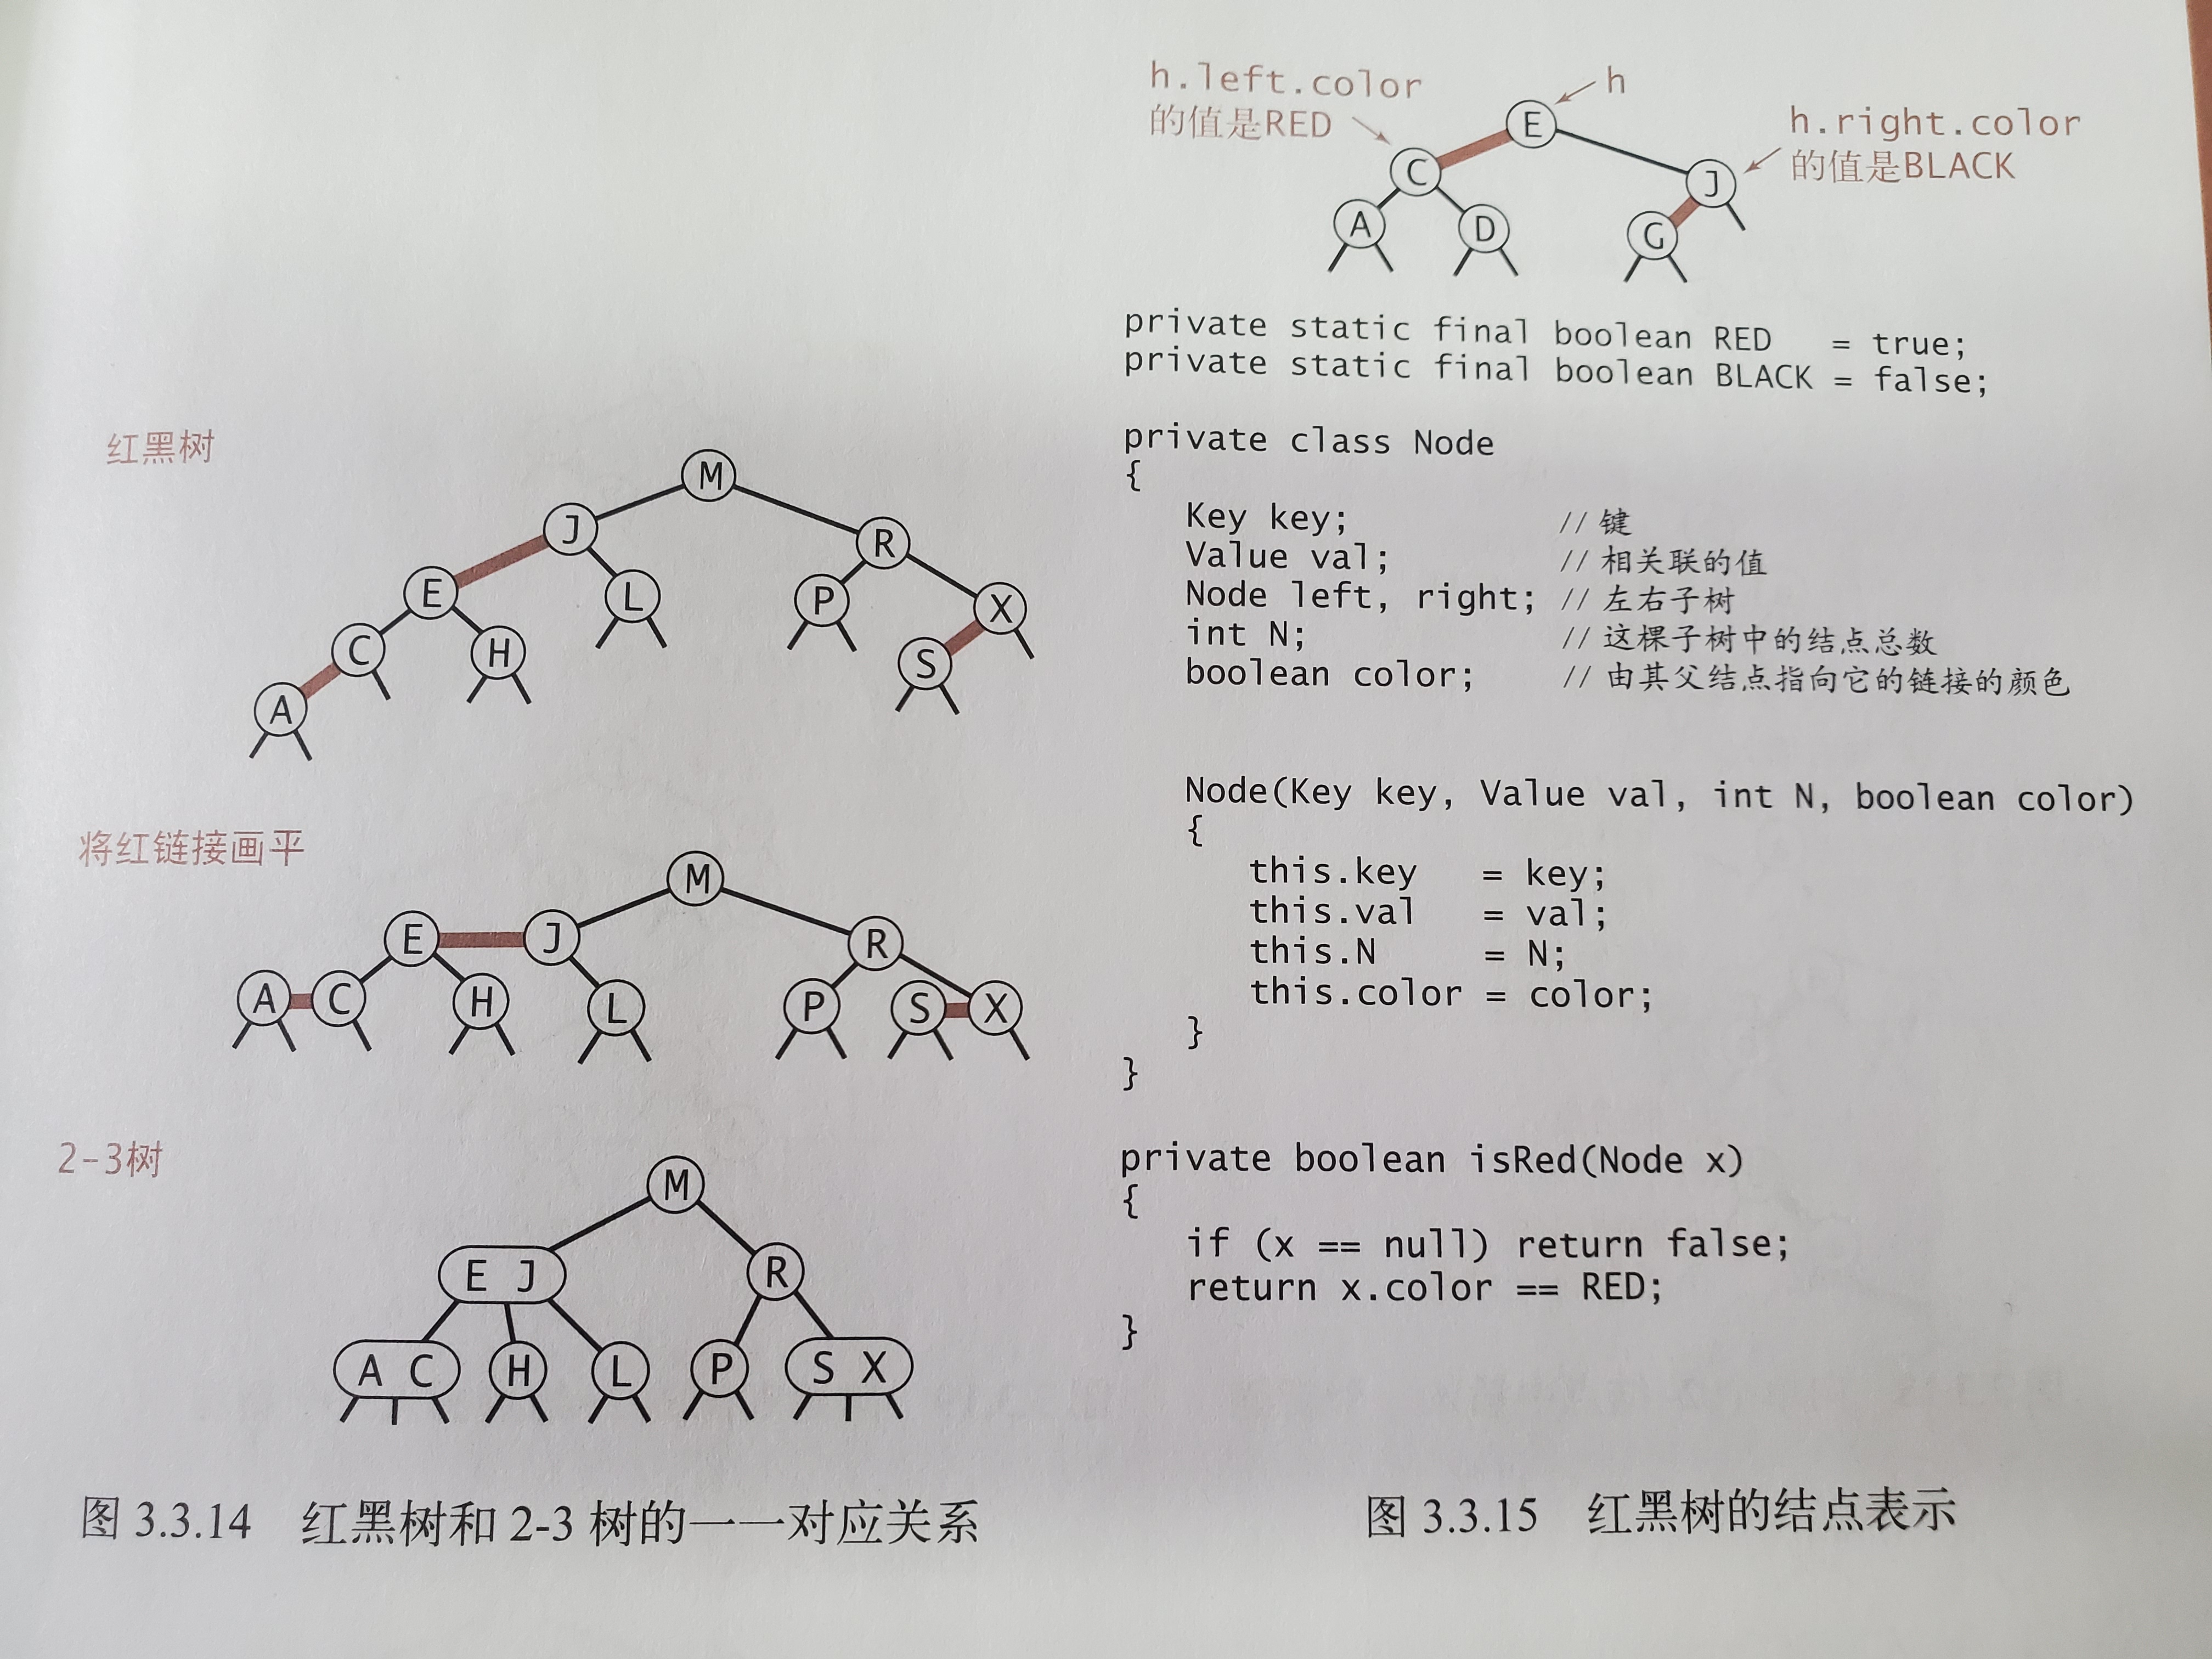 红黑树
M
J
R
E
L
P
X
C
H
S
A
将红链接画平
M
E J R
A C H L P S X
2-3树
M
E J R
A C H L P S X
图 3.3.14 红黑树和 2-3 树的一一对应关系
h.left.color
的值是RED
h
E
h.right.color
的值是BLACK
C
J
A
D
G
private static final boolean RED   = true;
private static final boolean BLACK = false;
private class Node
{
   Key key;           // 键
   Value val;         // 相关联的值
   Node left, right;  // 左右子树
   int N;             // 这棵子树中的结点总数
   boolean color;     // 由其父结点指向它的链接的颜色
   Node(Key key, Value val, int N, boolean color)
   {
      this.key   = key;
      this.val   = val;
      this.N     = N;
      this.color = color;
   }
}
private boolean isRed(Node x)
{
   if (x == null) return false;
   return x.color == RED;
}
图 3.3.15 红黑树的结点表示